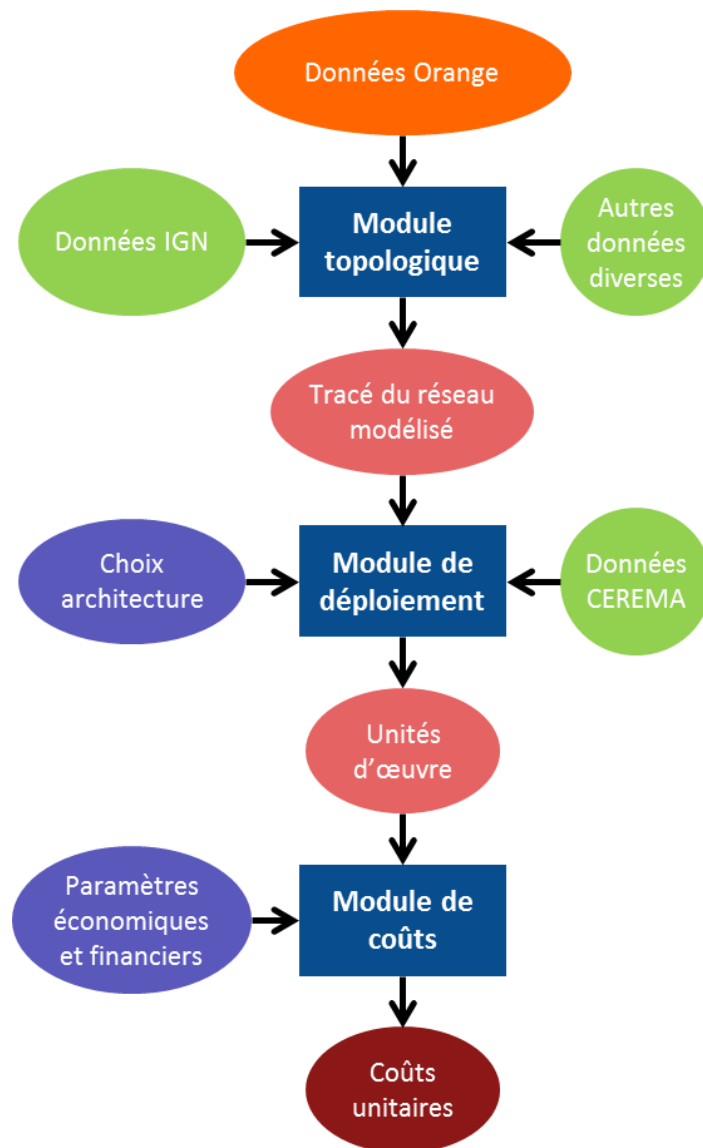 Données Orange
Données IGN
Module
topologique
Autres
données
diverses
Tracé du réseau
modélisé
Choix
architecture
Module de
déploiement
Données
CEREMA
Unités
d’œuvre
Paramètres
économiques
et financiers
Module de
coûts
Coûts
unitaires